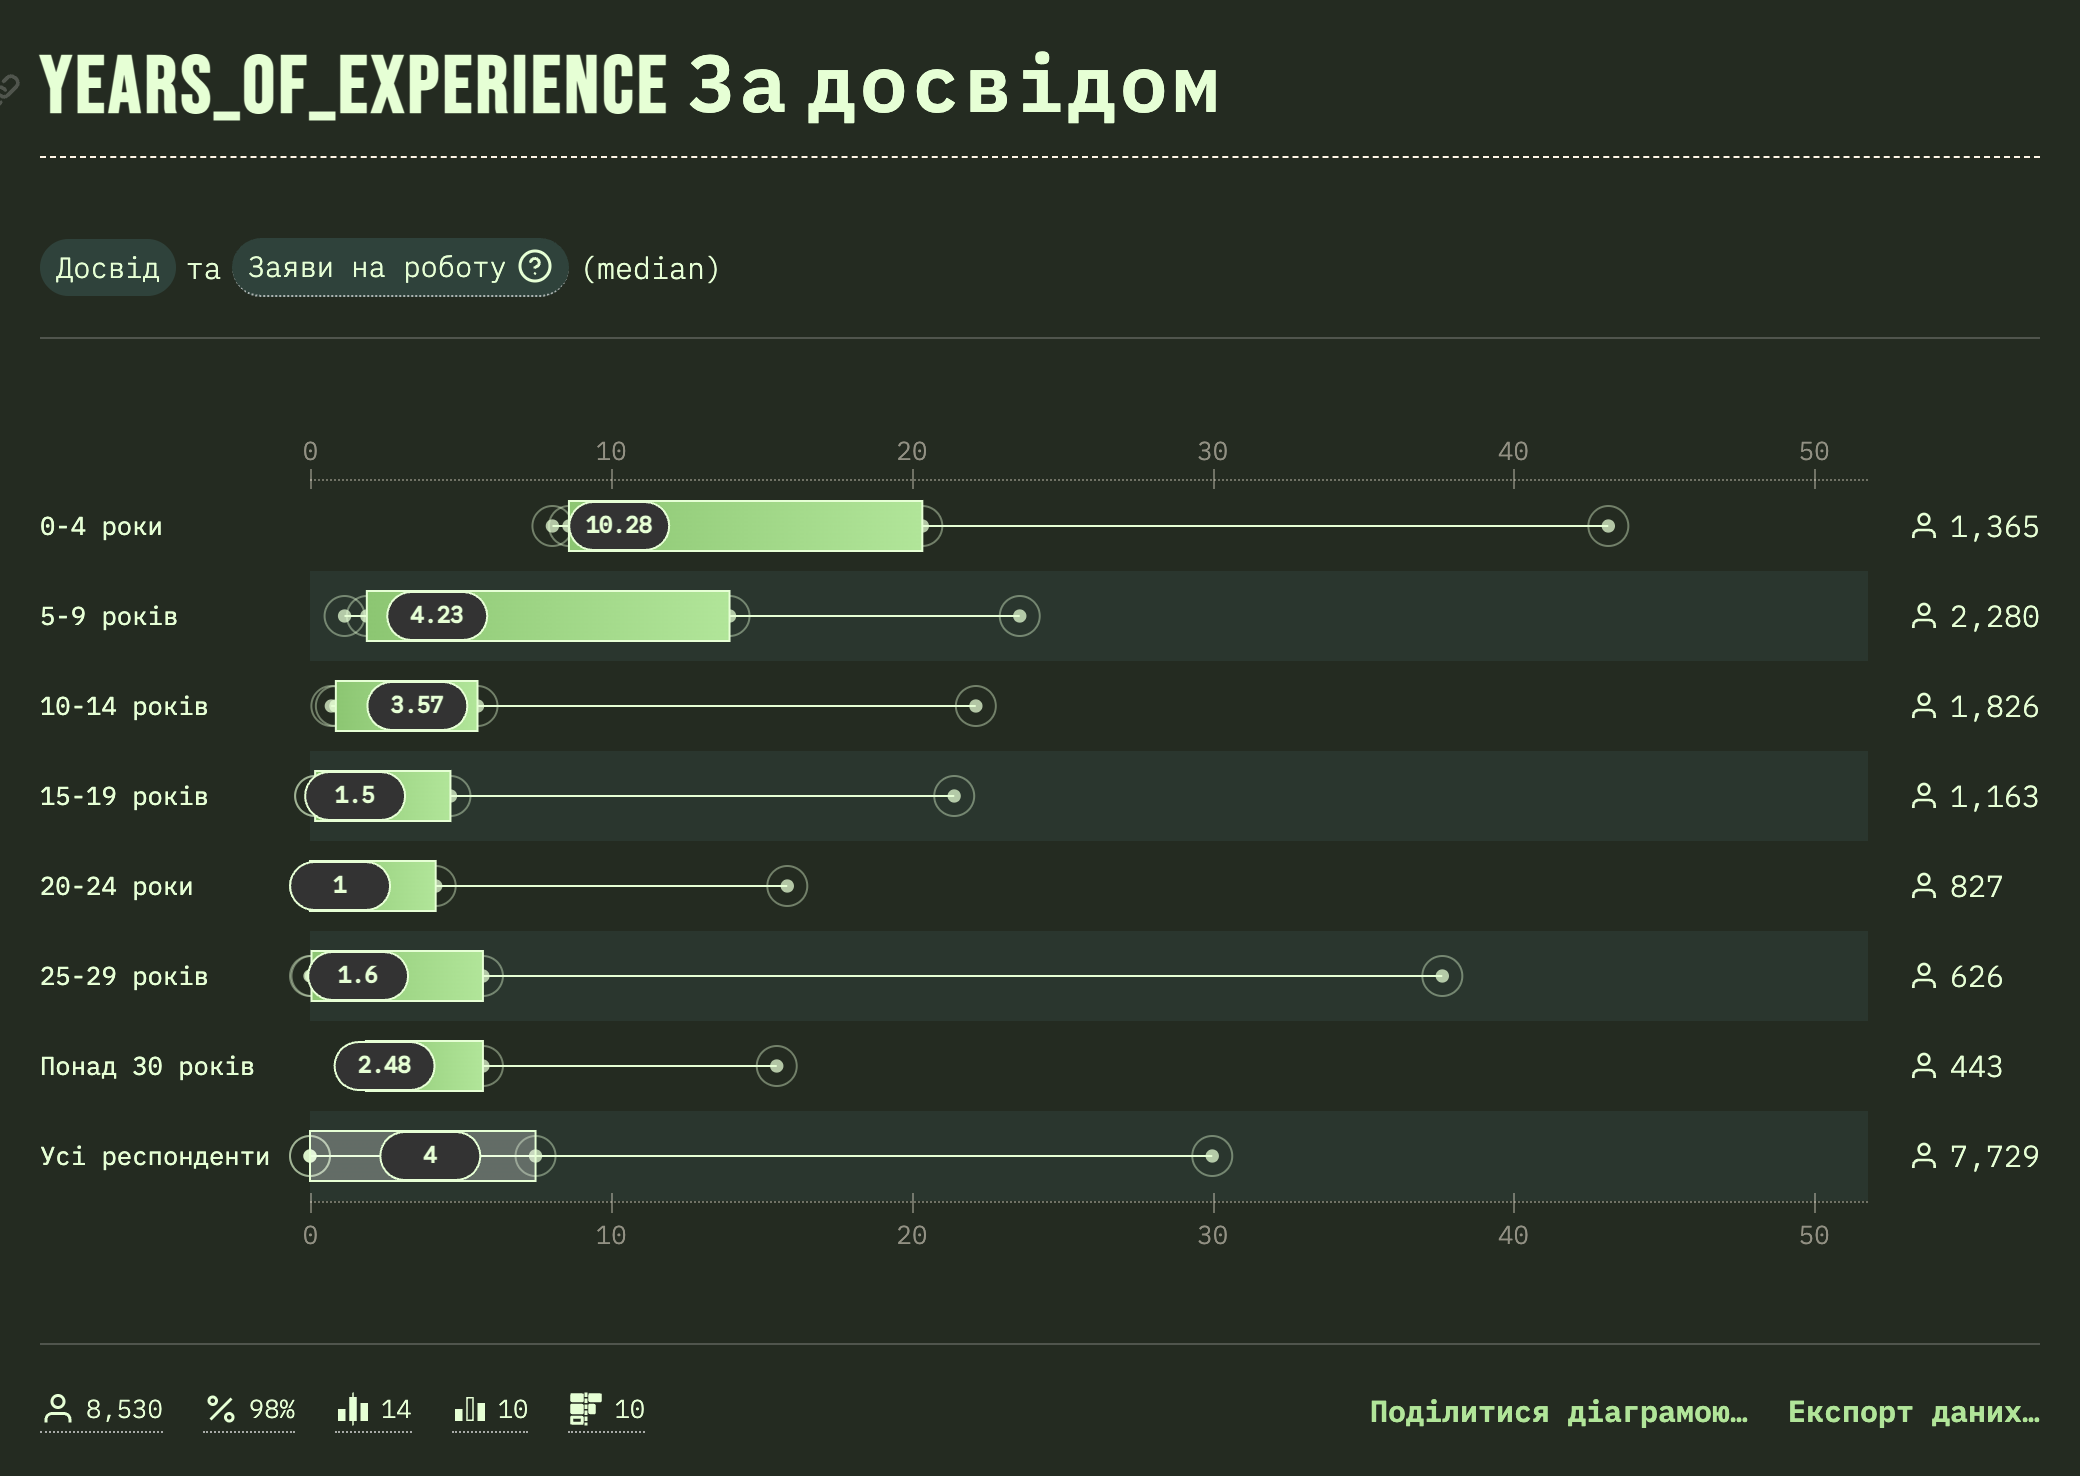 YEARS_OF_EXPERIENCE За досвідом
Досвід та Заяви на роботу ? (median)
0 10 20 30 40 50
0-4 роки 10.28 1,365
5-9 років 4.23 2,280
10-14 років 3.57 1,826
15-19 років 1.5 1,163
20-24 роки 1 827
25-29 років 1.6 626
Понад 30 років 2.48 443
Усі респонденти 4 7,729
0 10 20 30 40 50
8,530 98% 14 10 10 Поділитися діаграмою… Експорт даних…